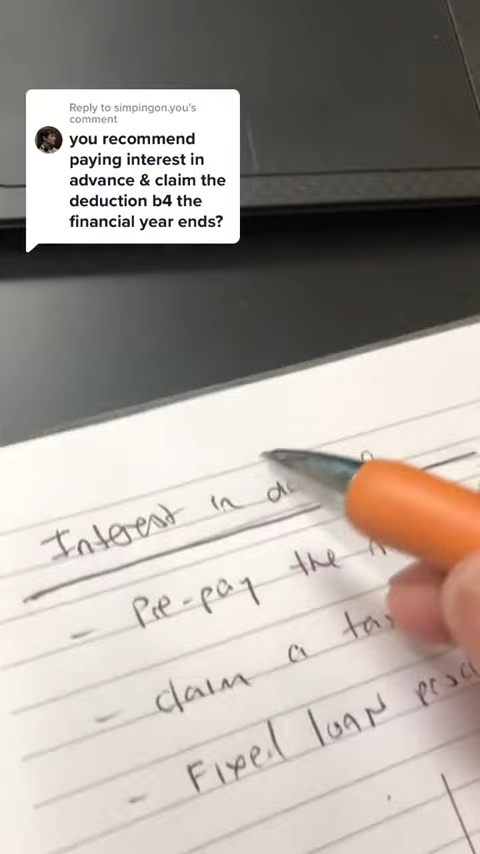 Reply to simpingon.you's
comment
you recommend
paying interest in
advance & claim the
deduction b4 the
financial year ends?
Interest in
- Pre-pay the
- claim a
- Fixed loan